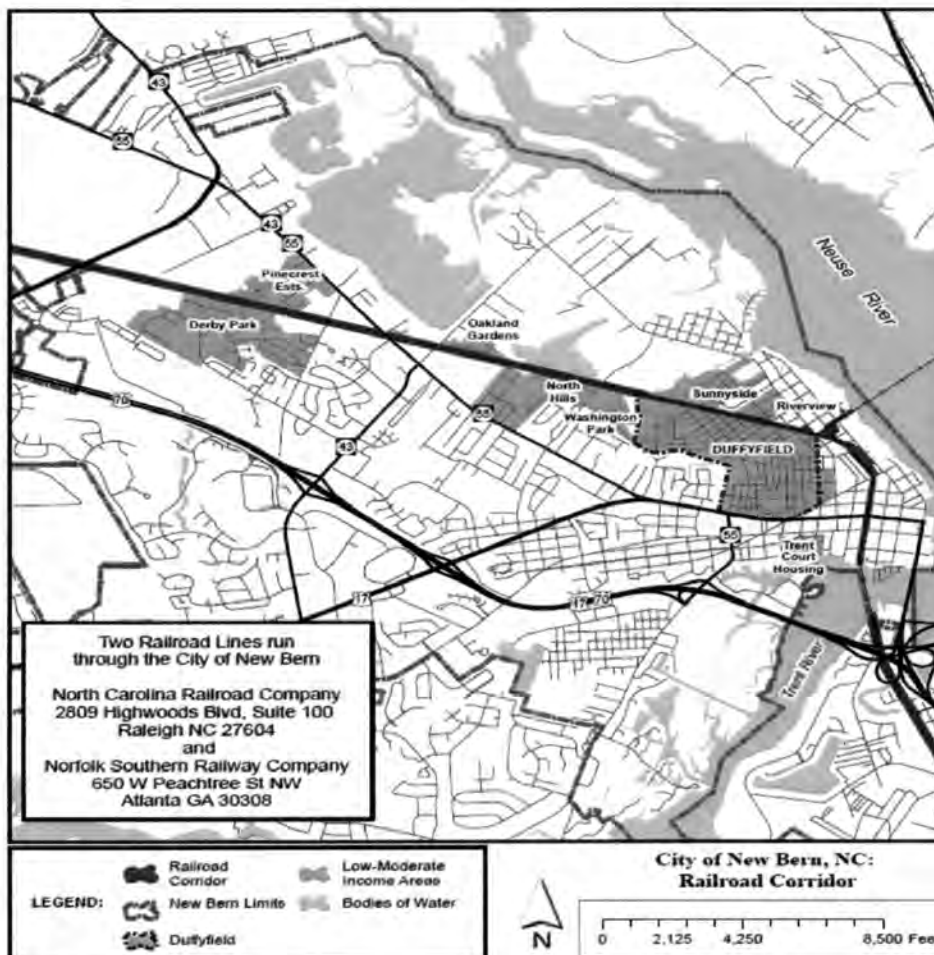 43
55
43
55
Neuse
River
Pinecrest
Ests.
Derby Park
Oakland
Gardens
North
Hills
Sunnyside
Riverview
Washington
Park
DUFFYFIELD
70
43
55
55
Trent
Court
Housing
17
17
70
Trent River
Two Railroad Lines run
through the City of New Bern
North Carolina Railroad Company
2809 Highwoods Blvd, Suite 100
Raleigh NC 27604
and
Norfolk Southern Railway Company
650 W Peachtree St NW
Atlanta GA 30308
LEGEND:
Railroad
Corridor
New Bern Limits
Duffyfield
Low-Moderate
Income Areas
Bodies of Water
N
City of New Bern, NC:
Railroad Corridor
0 2,125 4,250 8,500 Fee